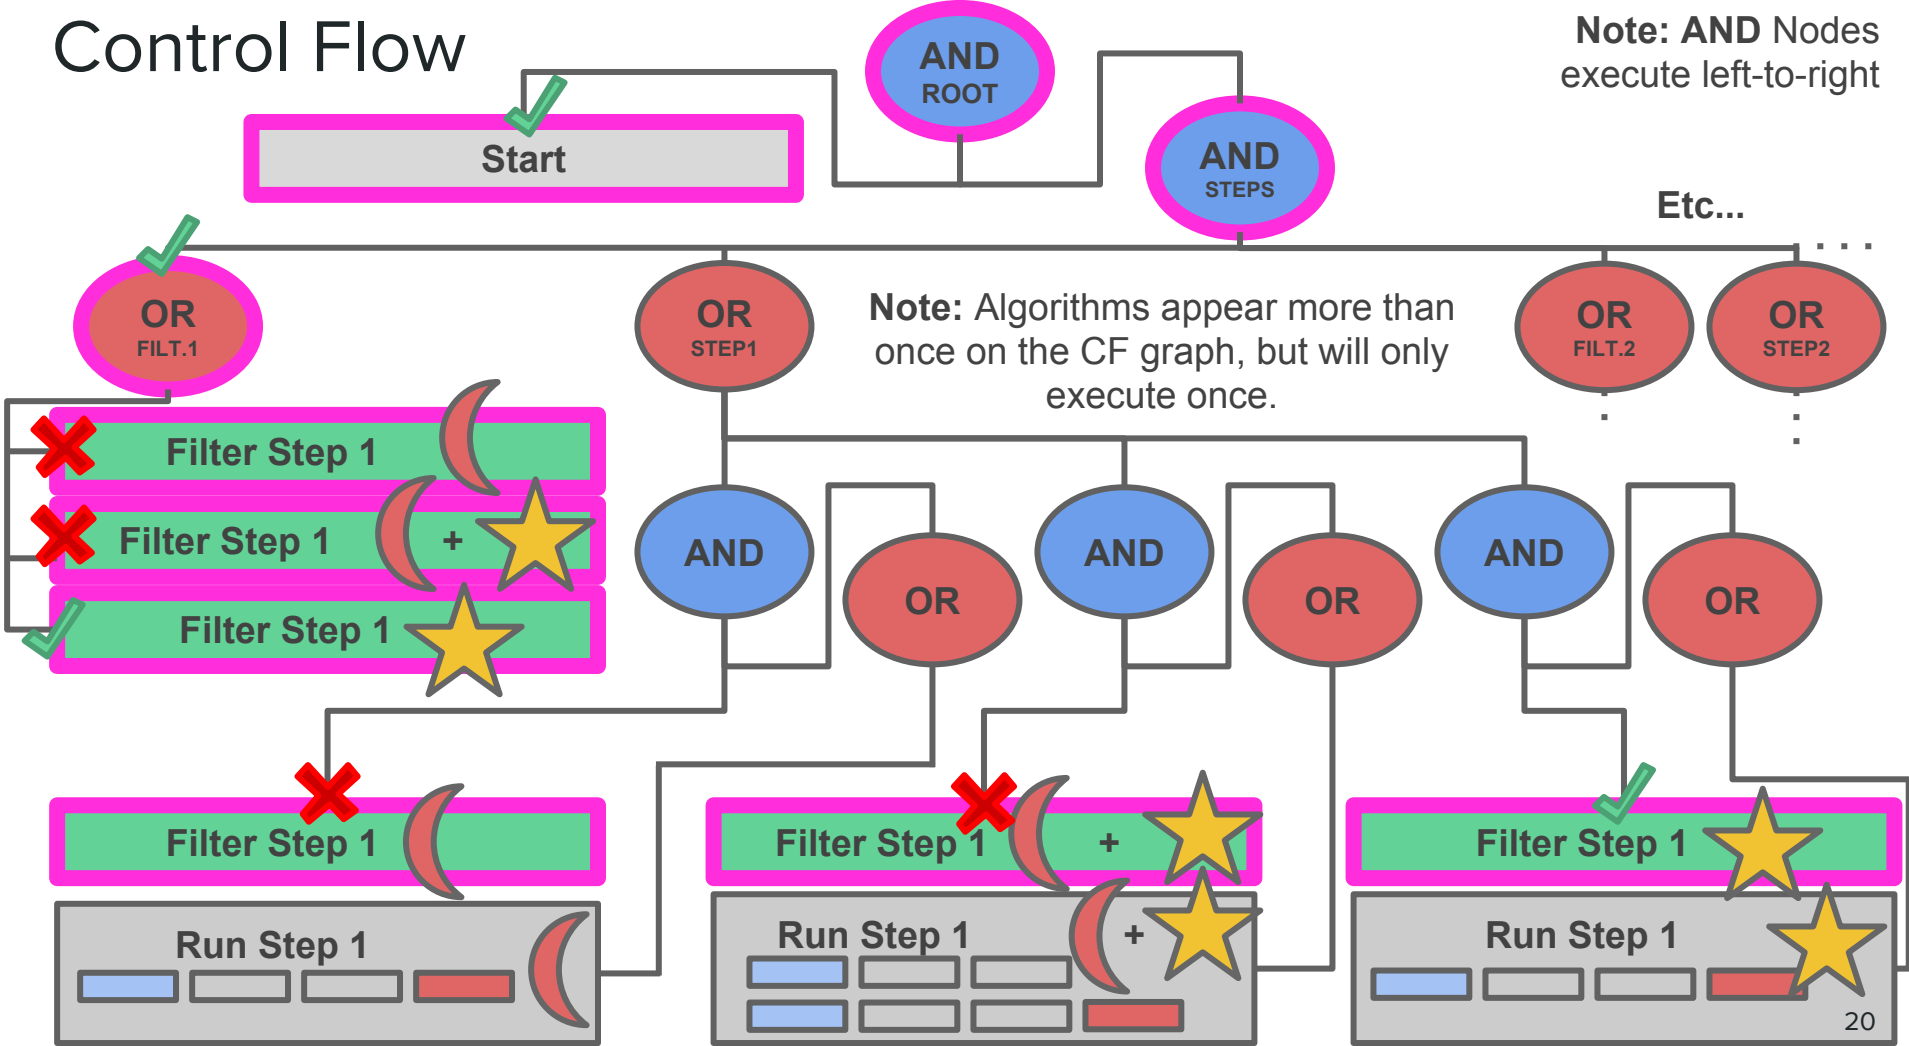 Control Flow
AND
ROOT
Note: AND Nodes
execute left-to-right
Start
AND
STEPS
Etc...
. . . .
OR
FILT.1
OR
STEP1
Note: Algorithms appear more than
once on the CF graph, but will only
execute once.
OR
FILT.2
OR
STEP2
Filter Step 1
Filter Step 1 +
Filter Step 1
AND
OR
AND
OR
AND
OR
Filter Step 1
Filter Step 1 +
Filter Step 1
Run Step 1
Run Step 1 +
Run Step 1
20